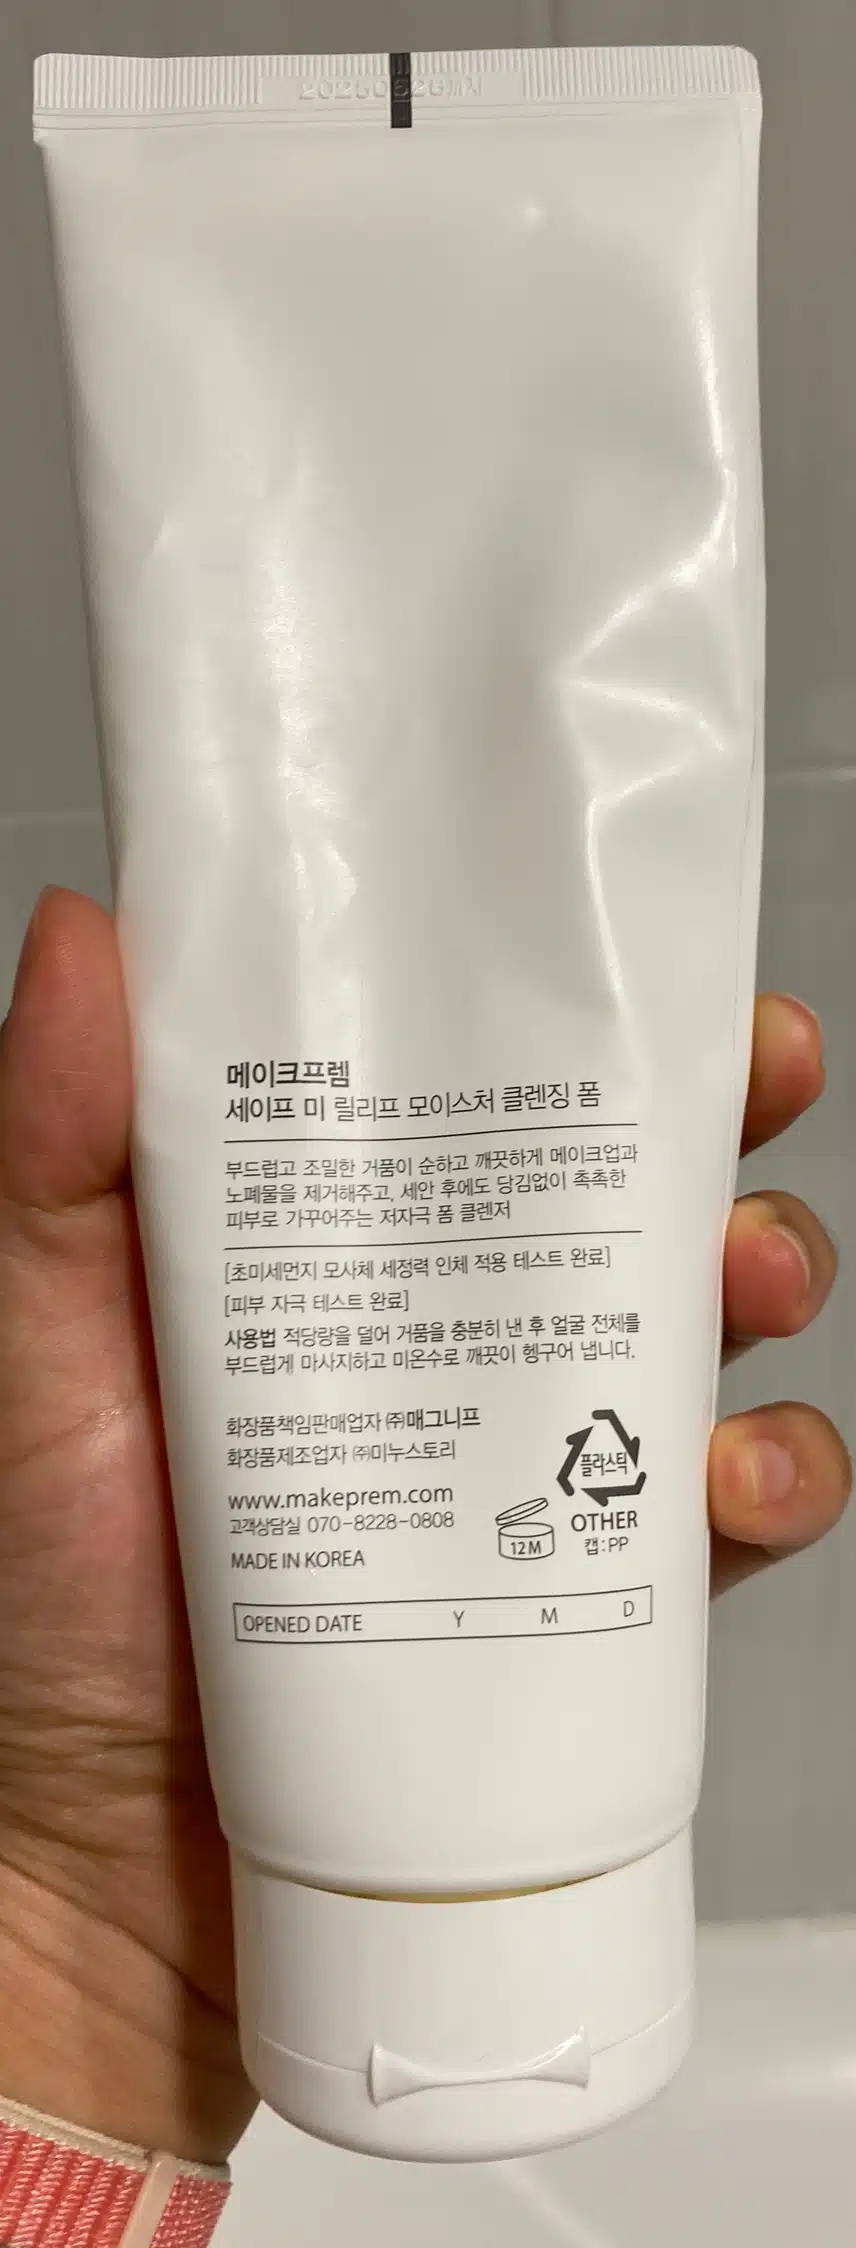 메이크프렘
세이프 미 릴리프 모이스처 클렌징 폼
부드럽고 조밀한 거품이 순하고 깨끗하게 메이크업과
노폐물을 제거해주고, 세안 후에도 당김없이 촉촉한
피부로 가꾸어주는 저자극 폼 클렌저
[초미세먼지 모사체 세정력 인체 적용 테스트 완료]
[피부 자극 테스트 완료]
사용법 적당량을 덜어 거품을 충분히 낸 후 얼굴 전체를
부드럽게 마사지하고 미온수로 깨끗이 헹구어 냅니다.
화장품책임판매업자 ㈜매그니프
화장품제조업자 ㈜미누스토리
www.makeprem.com
고객상담실 070-8228-0808
MADE IN KOREA
12M
플라스틱
OTHER
캡:PP
OPENED DATE Y M D